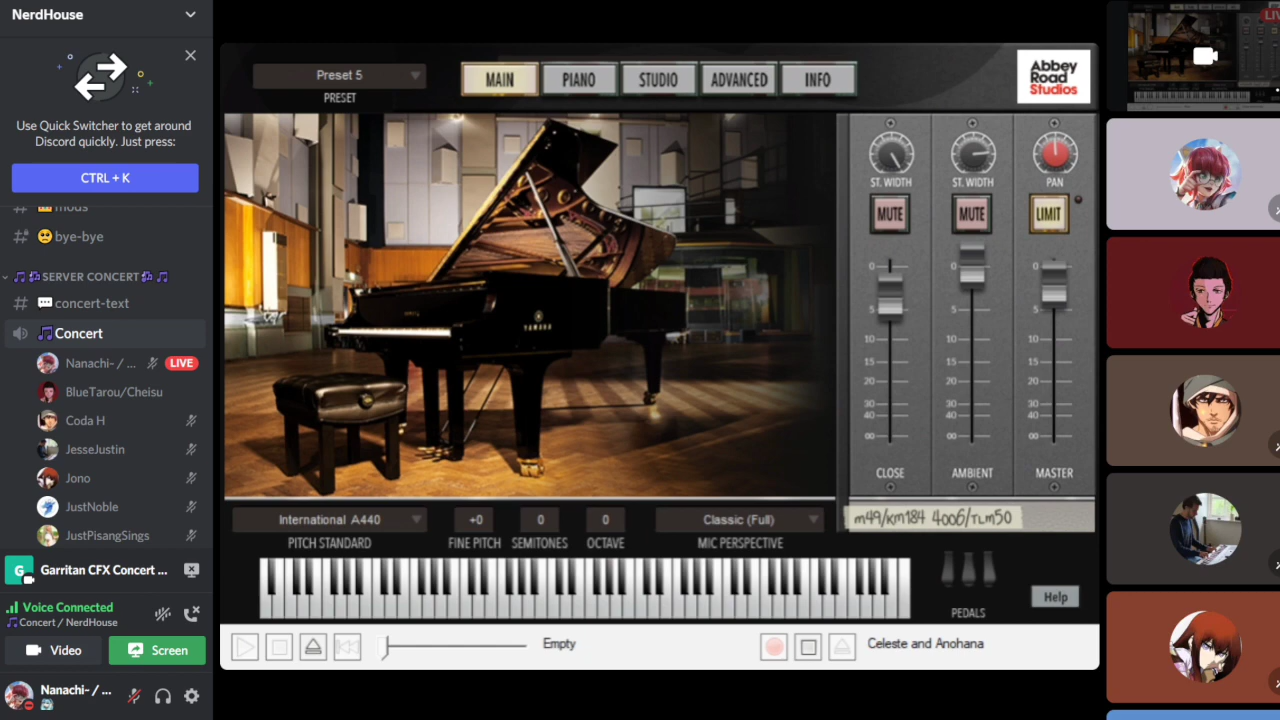 NerdHouse
Use Quick Switcher to get around
Discord quickly. Just press:
CTRL + K
mods
bye-bye
SERVER CONCERT
concert-text
Concert
Nanachi- / ...
LIVE
BlueTarou/Cheisu
Coda H
JesseJustin
Jono
JustNoble
JustPisangSings
G
Garritan CFX Concert ...
Voice Connected
Concert / NerdHouse
Video
Screen
Nanachi- / ...
Preset 5
PRESET
MAIN
PIANO
STUDIO
ADVANCED
INFO
Abbey
Road
Studios
YAMAHA
ST. WIDTH
ST. WIDTH
PAN
MUTE
MUTE
LIMIT
0
0
0
5
5
5
10
10
10
15
15
15
20
20
20
30
30
30
40
40
40
00
00
00
CLOSE
AMBIENT
MASTER
m49/KM184 4006/TLM50
International A440
+0
0
0
Classic (Full)
PITCH STANDARD
FINE PITCH
SEMITONES
OCTAVE
MIC PERSPECTIVE
PEDALS
Help
Empty
Celeste and Anohana